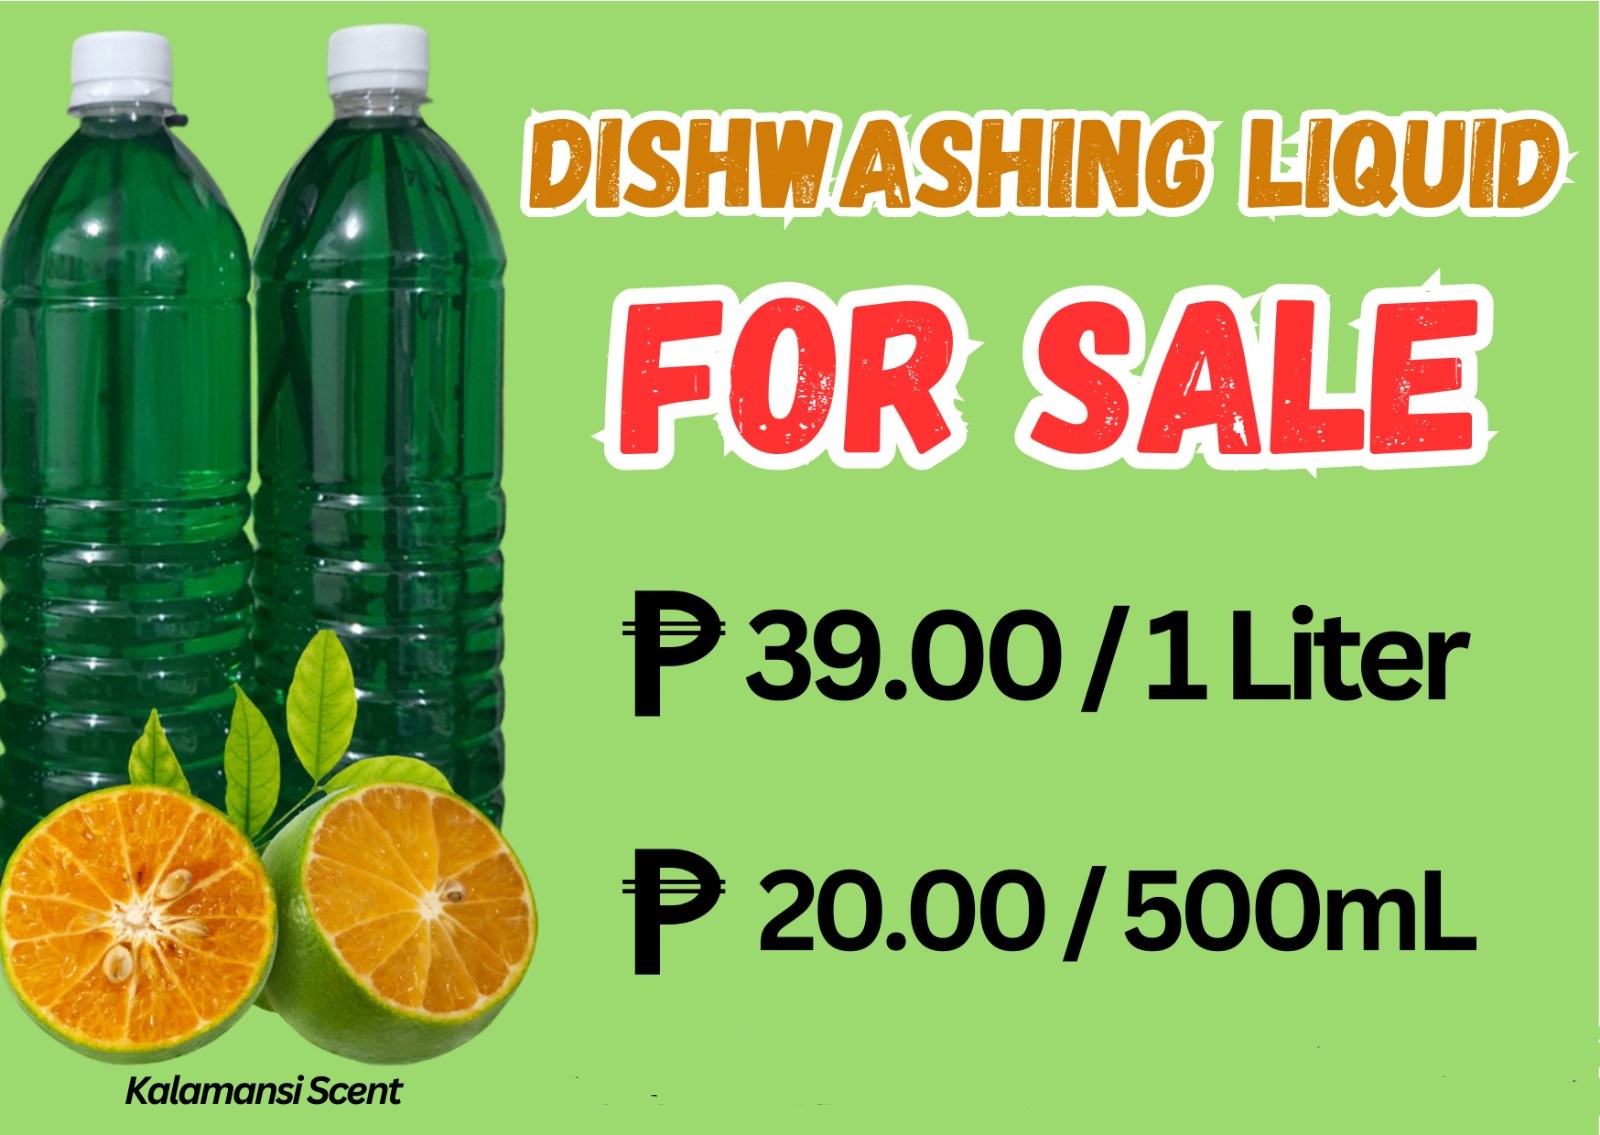 DISHWASHING LIQUID
FOR SALE
₱ 39.00 / 1 Liter
₱ 20.00 / 500mL
Kalamansi Scent